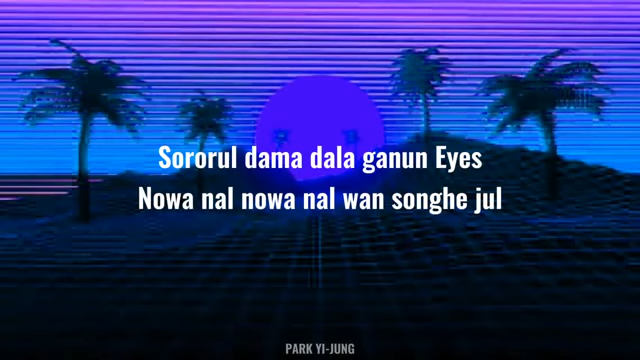 Sororul dama dala ganun Eyes
Nowa nal nowa nal wan songhe jul
PARK YI-JUNG